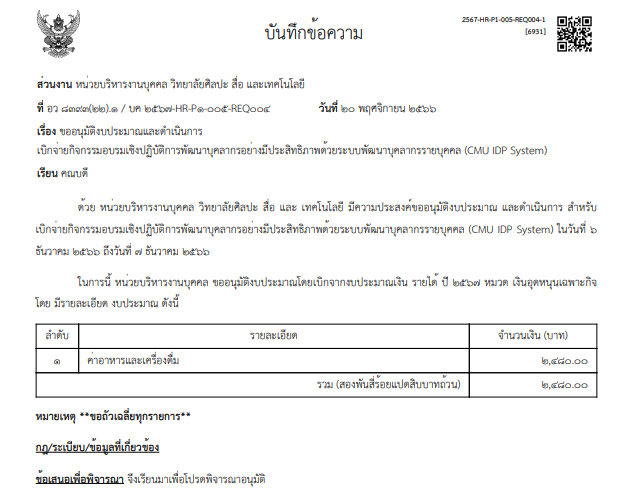 2567-HR-P1-005-REQ004-1
[6931]
บันทึกข้อความ
ส่วนงาน หน่วยบริหารงานบุคคล วิทยาลัยศิลปะ สื่อ และเทคโนโลยี
ที่ อว ๘๓๙๓(๒๒).๑ / บค ๒๕๖๗-HR-P๑-๐๐๕-REQ๐๐๔ วันที่ ๒๐ พฤศจิกายน ๒๕๖๖
เรื่อง ขออนุมัติงบประมาณและดำเนินการ
เบิกจ่ายกิจกรรมอบรมเชิงปฏิบัติการพัฒนาบุคลากรอย่างมีประสิทธิภาพด้วยระบบพัฒนาบุคลากรรายบุคคล (CMU IDP System)
เรียน คณบดี
ด้วย หน่วยบริหารงานบุคคล วิทยาลัยศิลปะ สื่อ และ เทคโนโลยี มีความประสงค์ขออนุมัติงบประมาณ และดำเนินการ สำหรับ
เบิกจ่ายกิจกรรมอบรมเชิงปฏิบัติการพัฒนาบุคลากรอย่างมีประสิทธิภาพด้วยระบบพัฒนาบุคลากรรายบุคคล (CMU IDP System) ในวันที่ ๖
ธันวาคม ๒๕๖๖ ถึงวันที่ ๗ ธันวาคม ๒๕๖๖
ในการนี้ หน่วยบริหารงานบุคคล ขออนุมัติงบประมาณโดยเบิกจากงบประมาณเงิน รายได้ ปี ๒๕๖๗ หมวด เงินอุดหนุนเฉพาะกิจ
โดย มีรายละเอียด งบประมาณ ดังนี้
ลำดับ รายละเอียด จำนวนเงิน (บาท)
๑ ค่าอาหารและเครื่องดื่ม ๒,๔๘๐.๐๐
รวม (สองพันสี่ร้อยแปดสิบบาทถ้วน) ๒,๔๘๐.๐๐
หมายเหตุ **ขอถัวเฉลี่ยทุกรายการ**
กฎ/ระเบียบ/ข้อมูลที่เกี่ยวข้อง
ข้อเสนอเพื่อพิจารณา จึงเรียนมาเพื่อโปรดพิจารณาอนุมัติ